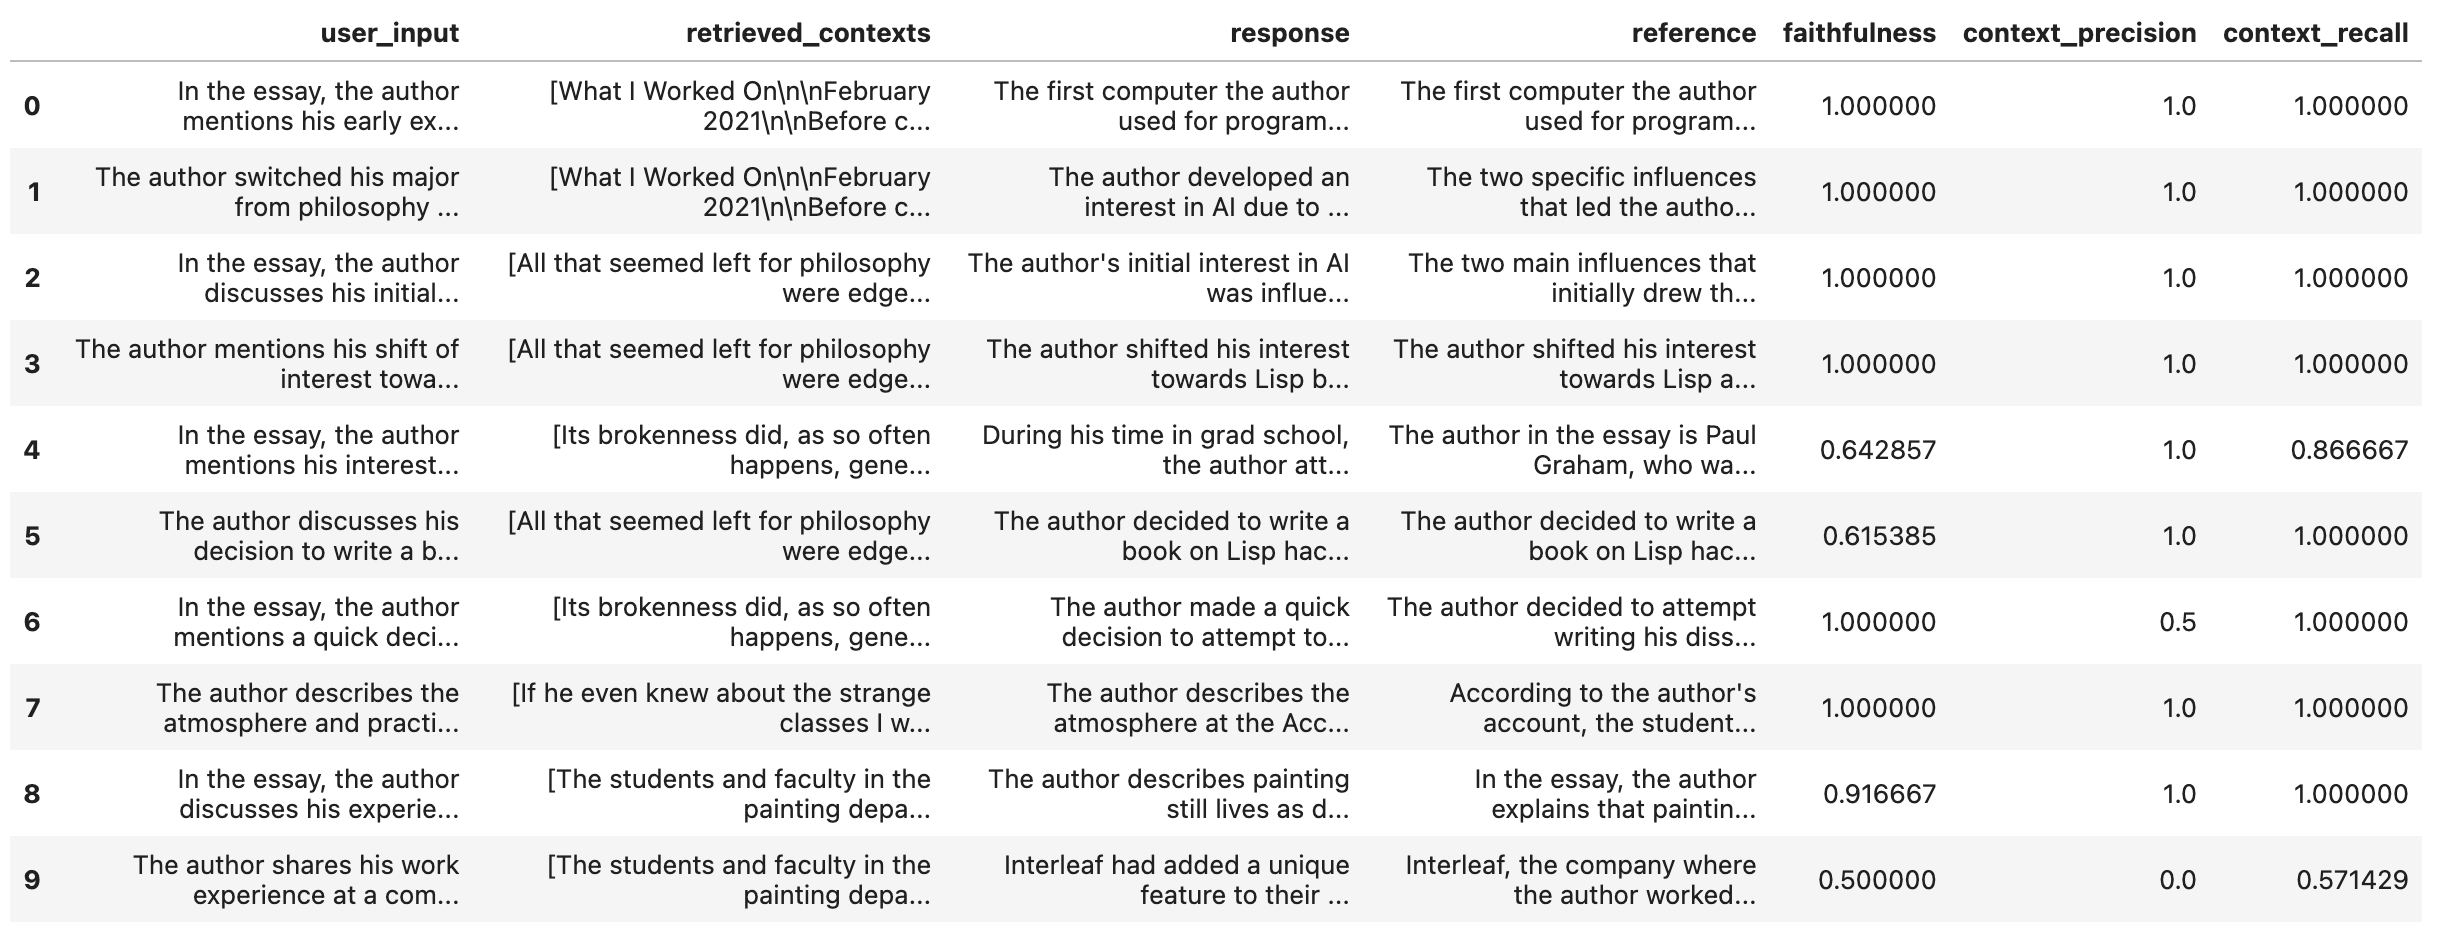 user_input retrieved_contexts response reference faithfulness context_precision context_recall
0 In the essay, the author mentions his early ex... [What I Worked On\n\nFebruary 2021\n\nBefore c... The first computer the author used for program... The first computer the author used for program... 1.000000 1.0 1.000000
1 The author switched his major from philosophy ... [What I Worked On\n\nFebruary 2021\n\nBefore c... The author developed an interest in AI due to ... The two specific influences that led the autho... 1.000000 1.0 1.000000
2 In the essay, the author discusses his initial... [All that seemed left for philosophy were edge... The author's initial interest in AI was influe... The two main influences that initially drew th... 1.000000 1.0 1.000000
3 The author mentions his shift of interest towa... [All that seemed left for philosophy were edge... The author shifted his interest towards Lisp b... The author shifted his interest towards Lisp a... 1.000000 1.0 1.000000
4 In the essay, the author mentions his interest... [Its brokenness did, as so often happens, gene... During his time in grad school, the author att... The author in the essay is Paul Graham, who wa... 0.642857 1.0 0.866667
5 The author discusses his decision to write a b... [All that seemed left for philosophy were edge... The author decided to write a book on Lisp hac... The author decided to write a book on Lisp hac... 0.615385 1.0 1.000000
6 In the essay, the author mentions a quick deci... [Its brokenness did, as so often happens, gene... The author made a quick decision to attempt to... The author decided to attempt writing his diss... 1.000000 0.5 1.000000
7 The author describes the atmosphere and practi... [If he even knew about the strange classes I w... The author describes the atmosphere at the Acc... According to the author's account, the student... 1.000000 1.0 1.000000
8 In the essay, the author discusses his experie... [The students and faculty in the painting depa... The author describes painting still lives as d... In the essay, the author explains that paintin... 0.916667 1.0 1.000000
9 The author shares his work experience at a com... [The students and faculty in the painting depa... Interleaf had added a unique feature to their ... Interleaf, the company where the author worked... 0.500000 0.0 0.571429